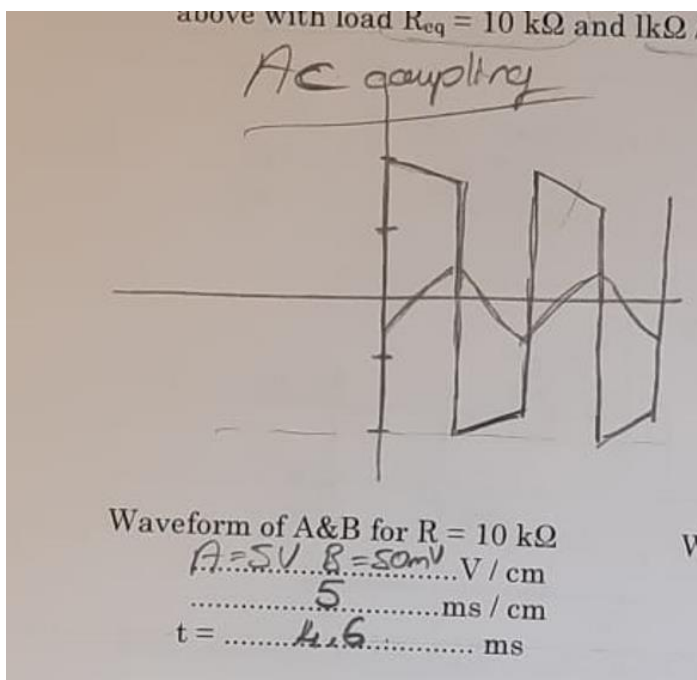 above with load Req = 10 kΩ and 1kΩ
AC coupling
Waveform of A&B for R = 10 kΩ
A=5V B=50mV V / cm
5 ms / cm
t = 4.6 ms